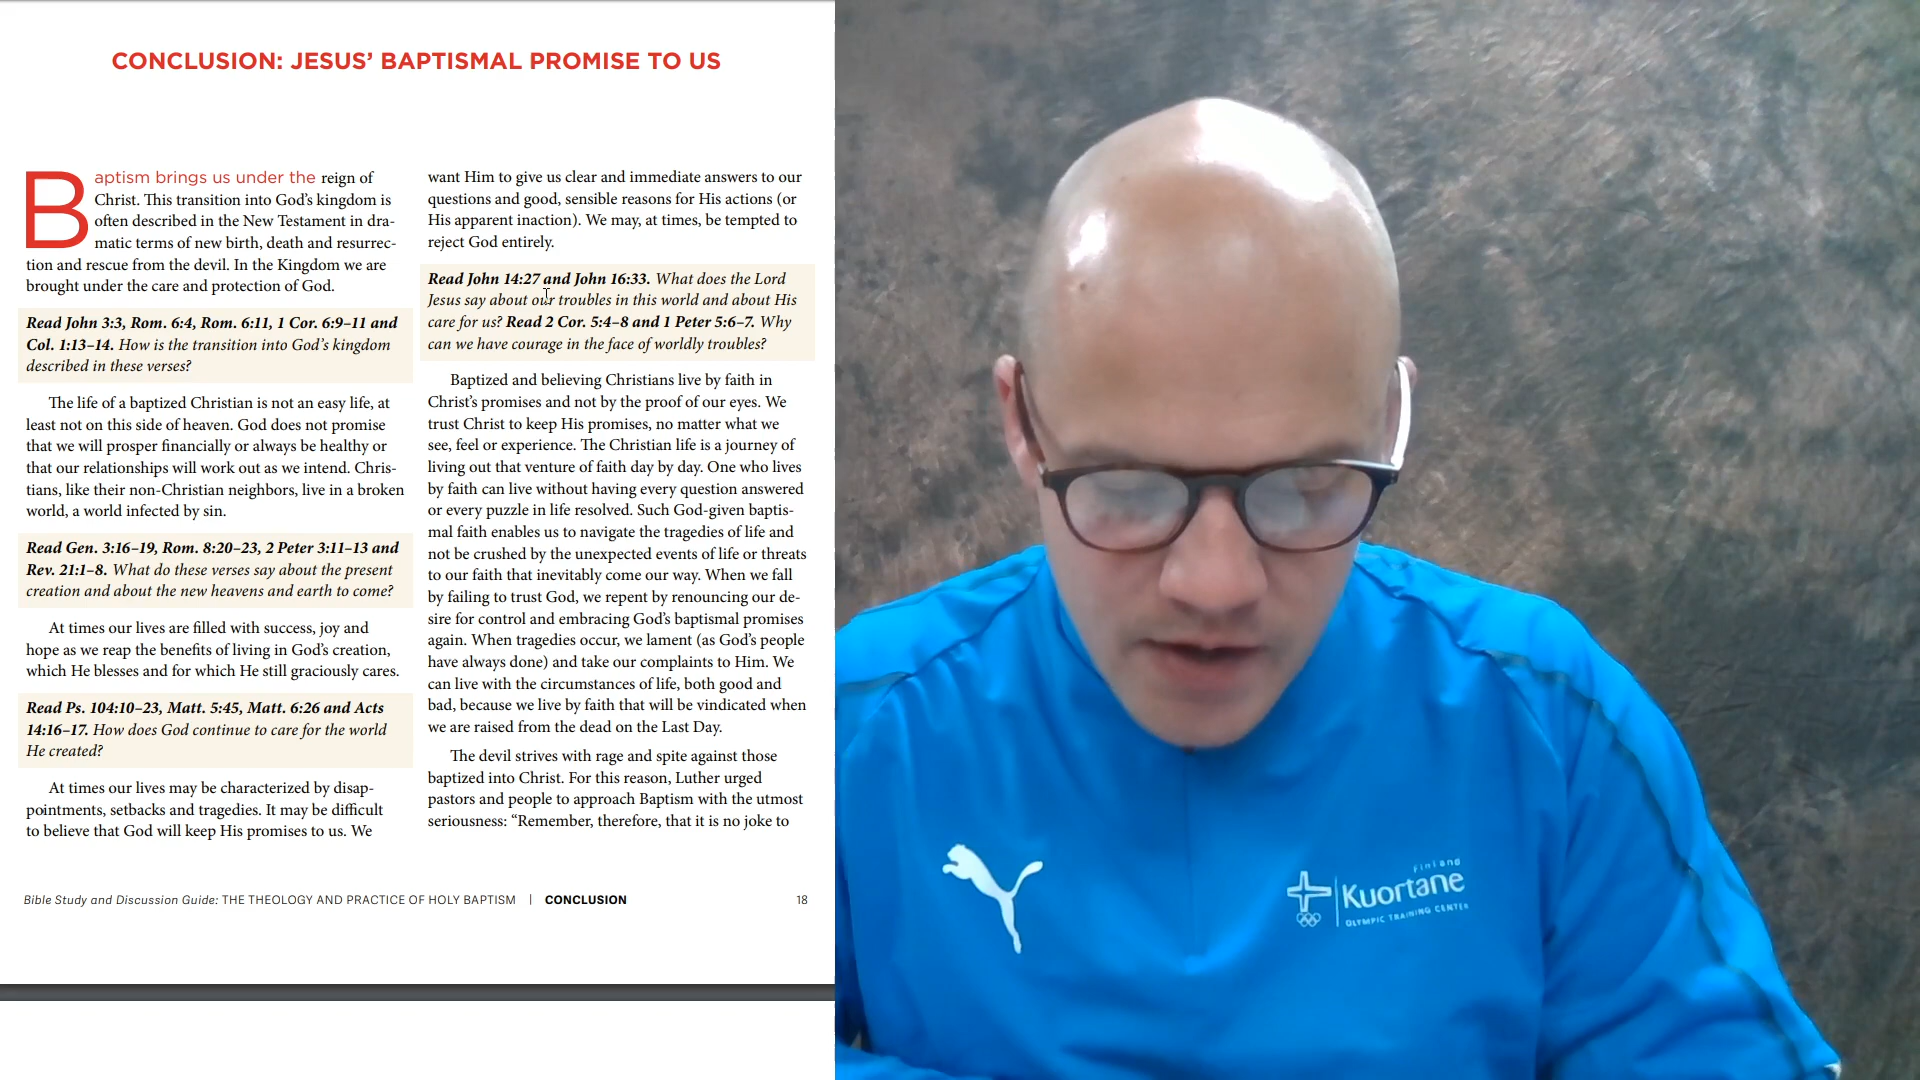 CONCLUSION: JESUS’ BAPTISMAL PROMISE TO US
Baptism brings us under the reign of
Christ. This transition into God’s kingdom is
often described in the New Testament in dra-
matic terms of new birth, death and resurrec-
tion and rescue from the devil. In the Kingdom we are
brought under the care and protection of God.
Read John 3:3, Rom. 6:4, Rom. 6:11, 1 Cor. 6:9–11 and
Col. 1:13–14. How is the transition into God’s kingdom
described in these verses?
The life of a baptized Christian is not an easy life, at
least not on this side of heaven. God does not promise
that we will prosper financially or always be healthy or
that our relationships will work out as we intend. Chris-
tians, like their non-Christian neighbors, live in a broken
world, a world infected by sin.
Read Gen. 3:16–19, Rom. 8:20–23, 2 Peter 3:11–13 and
Rev. 21:1–8. What do these verses say about the present
creation and about the new heavens and earth to come?
At times our lives are filled with success, joy and
hope as we reap the benefits of living in God’s creation,
which He blesses and for which He still graciously cares.
Read Ps. 104:10–23, Matt. 5:45, Matt. 6:26 and Acts
14:16–17. How does God continue to care for the world
He created?
At times our lives may be characterized by disap-
pointments, setbacks and tragedies. It may be difficult
to believe that God will keep His promises to us. We
want Him to give us clear and immediate answers to our
questions and good, sensible reasons for His actions (or
His apparent inaction). We may, at times, be tempted to
reject God entirely.
Read John 14:27 and John 16:33. What does the Lord
Jesus say about our troubles in this world and about His
care for us? Read 2 Cor. 5:4–8 and 1 Peter 5:6–7. Why
can we have courage in the face of worldly troubles?
Baptized and believing Christians live by faith in
Christ’s promises and not by the proof of our eyes. We
trust Christ to keep His promises, no matter what we
see, feel or experience. The Christian life is a journey of
living out that venture of faith day by day. One who lives
by faith can live without having every question answered
or every puzzle in life resolved. Such God-given baptis-
mal faith enables us to navigate the tragedies of life and
not be crushed by the unexpected events of life or threats
to our faith that inevitably come our way. When we fall
by failing to trust God, we repent by renouncing our de-
sire for control and embracing God’s baptismal promises
again. When tragedies occur, we lament (as God’s people
have always done) and take our complaints to Him. We
can live with the circumstances of life, both good and
bad, because we live by faith that will be vindicated when
we are raised from the dead on the Last Day.
The devil strives with rage and spite against those
baptized into Christ. For this reason, Luther urged
pastors and people to approach Baptism with the utmost
seriousness: “Remember, therefore, that it is no joke to
Bible Study and Discussion Guide: THE THEOLOGY AND PRACTICE OF HOLY BAPTISM | CONCLUSION 18
Finland
Kuortane
OLYMPIC TRAINING CENTER